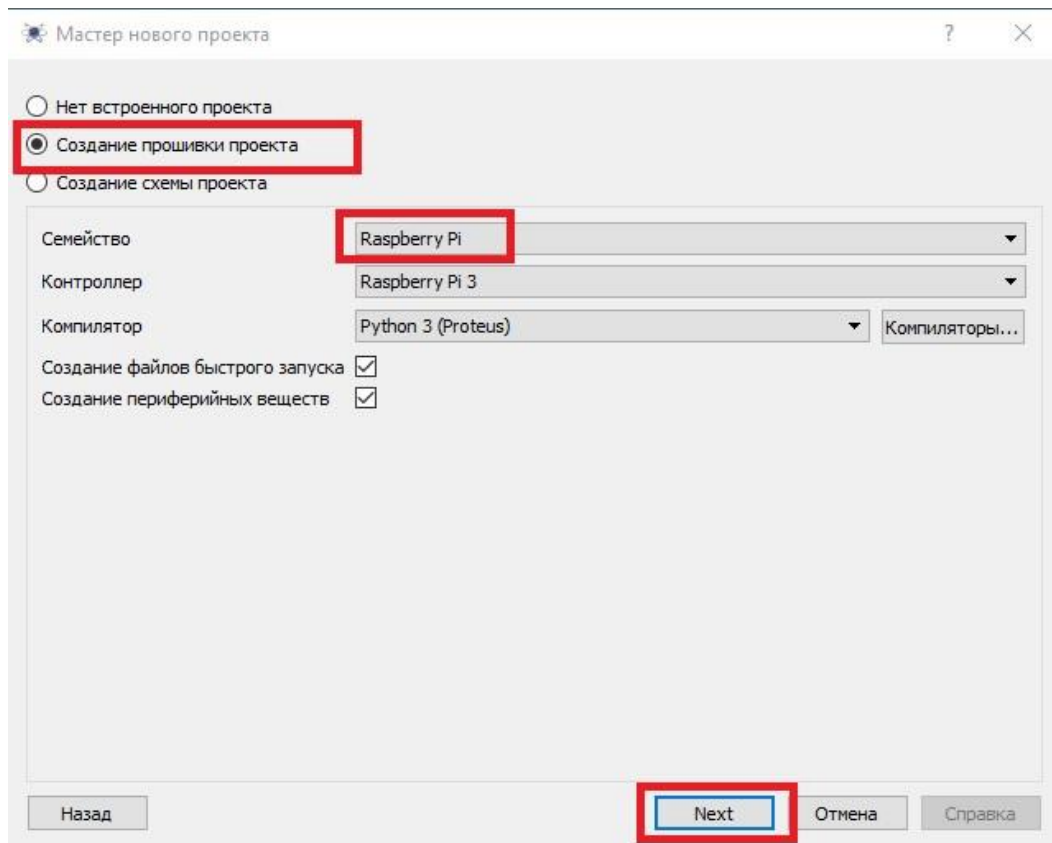 Мастер нового проекта
Нет встроенного проекта
Создание прошивки проекта
Создание схемы проекта
Семейство Raspberry Pi
Контроллер Raspberry Pi 3
Компилятор Python 3 (Proteus) Компиляторы...
Создание файлов быстрого запуска
Создание периферийных веществ
Назад Next Отмена Справка